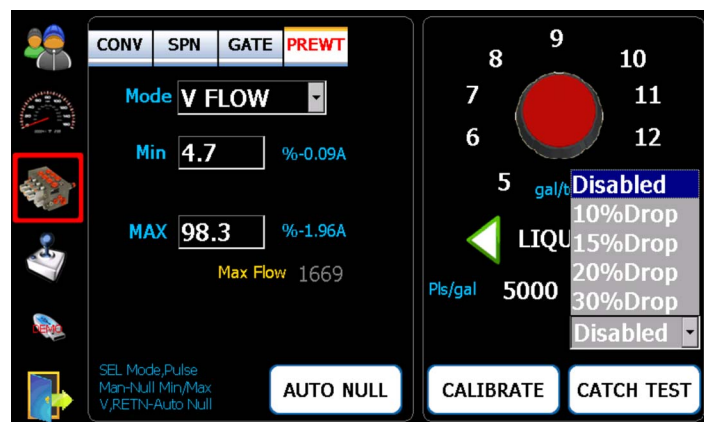 CONV SPN GATE PREWT
Mode V FLOW
Min 4.7 %-0.09A
MAX 98.3 %-1.96A
Max Flow 1669
SEL Mode,Pulse
Man-Null Min/Max
V,RETN-Auto Null
AUTO NULL
DEMO
9
8 10
7 11
6 12
5 gal/t
Disabled
10%Drop
15%Drop
20%Drop
30%Drop
LIQU
Pls/gal 5000
Disabled
CALIBRATE CATCH TEST